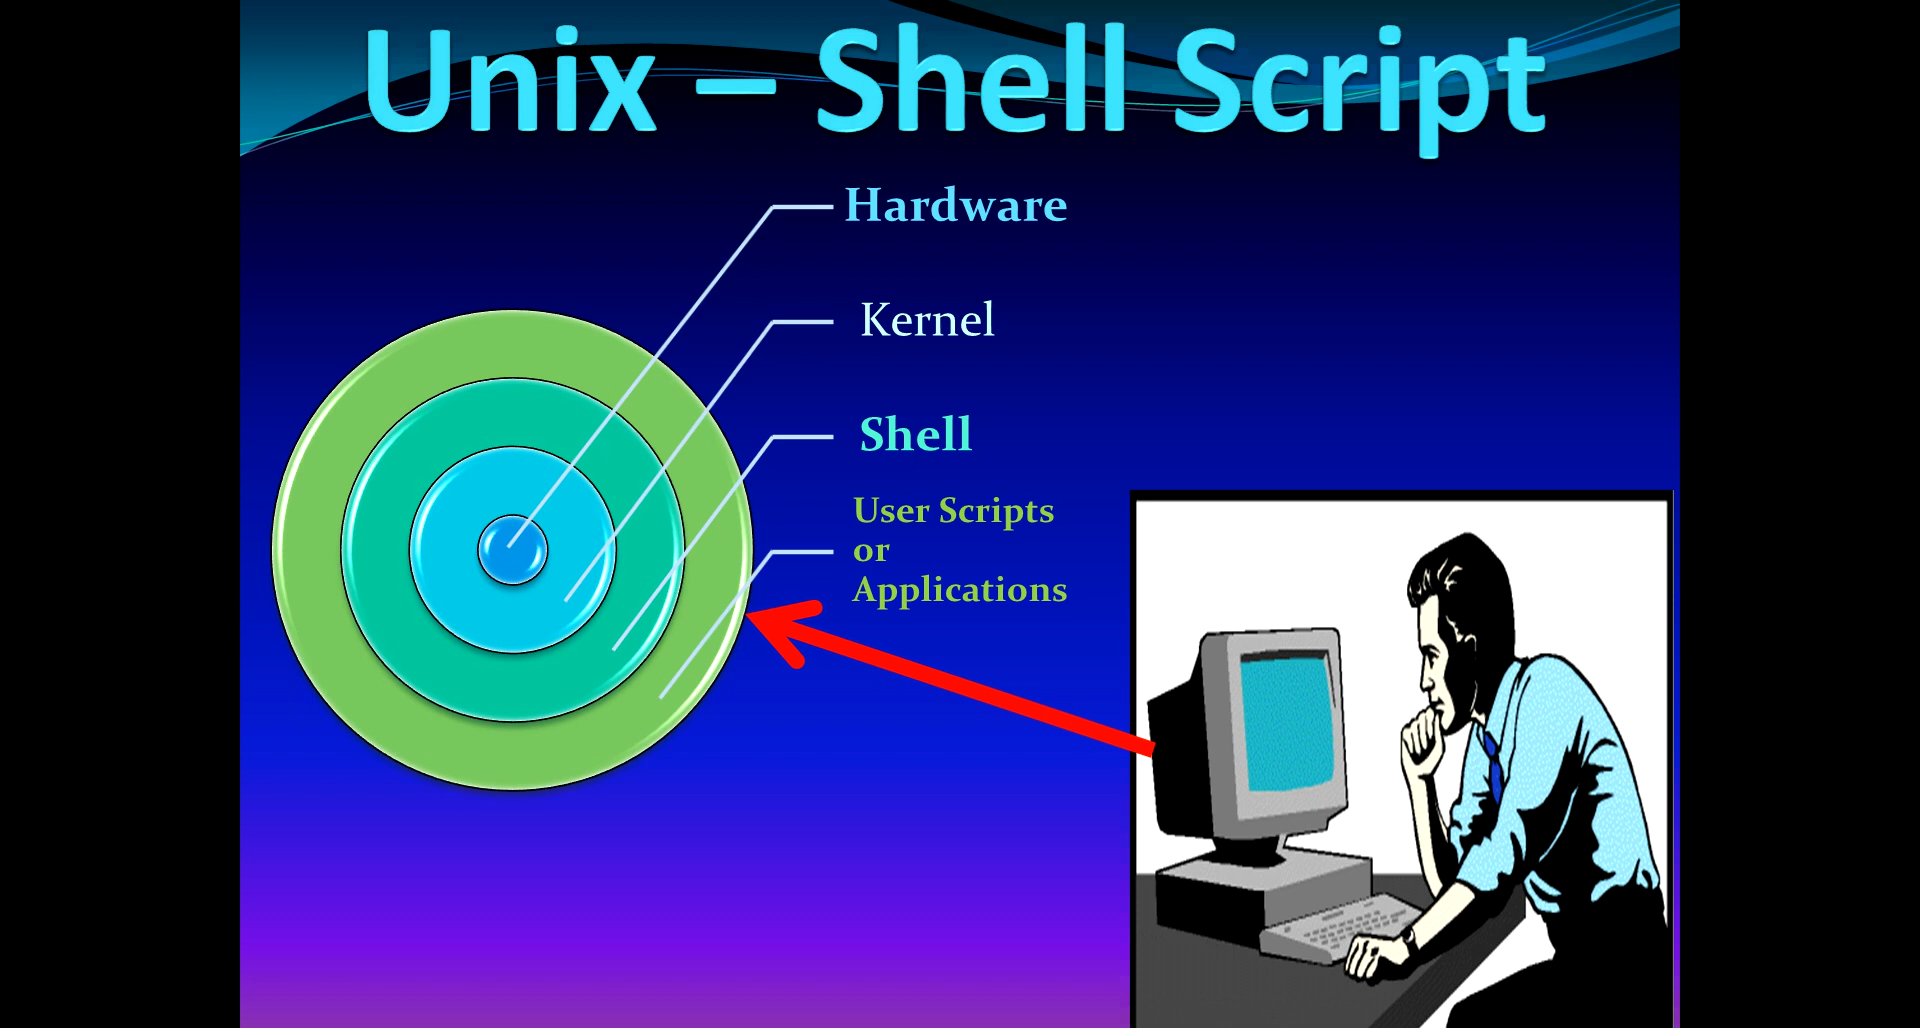 Unix – Shell Script
Hardware
Kernel
Shell
User Scripts
or
Applications